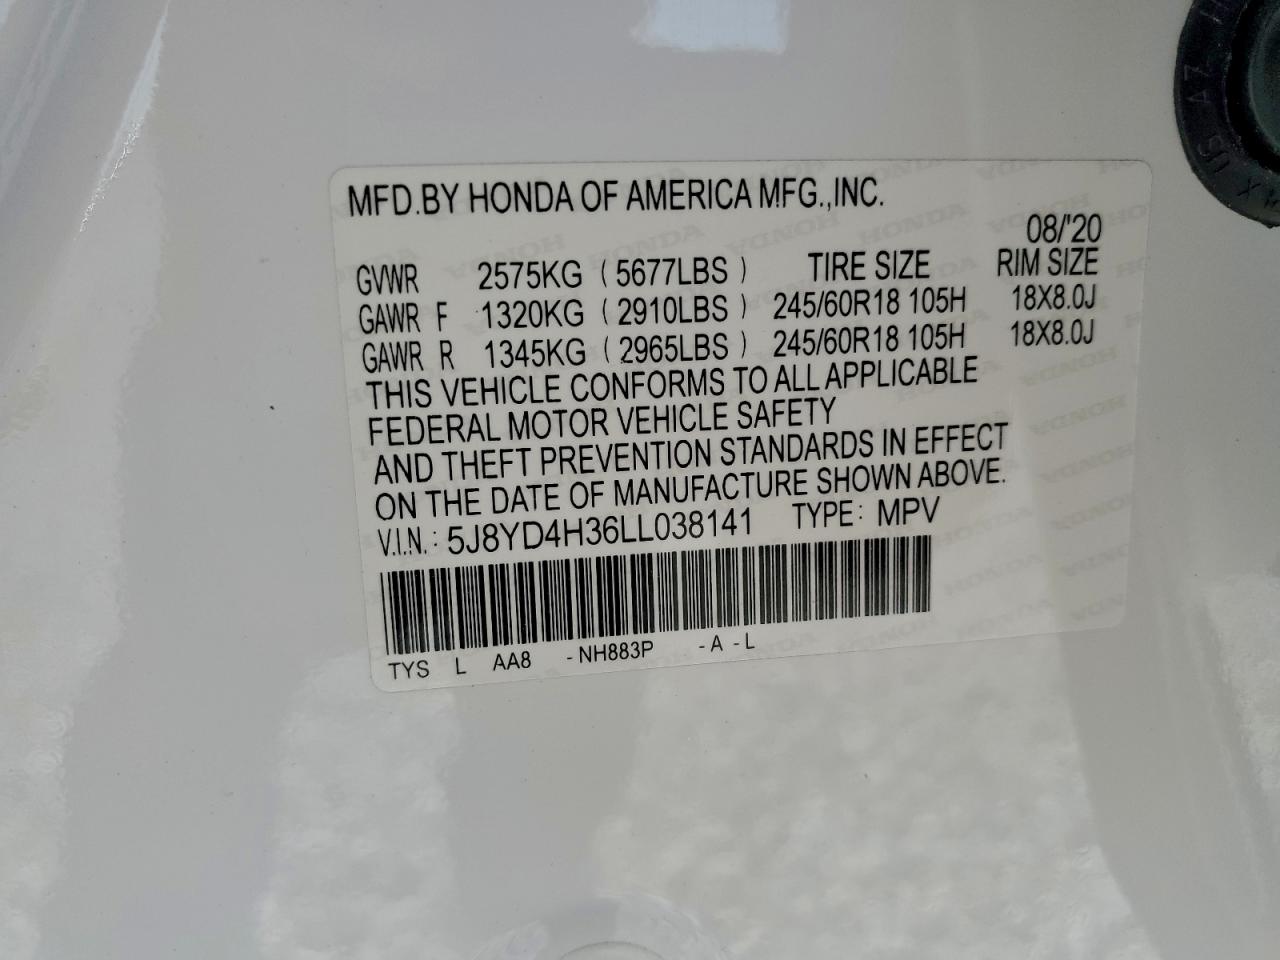 MFD.BY HONDA OF AMERICA MFG.,INC.
08/'20
GVWR 2575KG ( 5677LBS ) TIRE SIZE RIM SIZE
GAWR F 1320KG ( 2910LBS ) 245/60R18 105H 18X8.0J
GAWR R 1345KG ( 2965LBS ) 245/60R18 105H 18X8.0J
THIS VEHICLE CONFORMS TO ALL APPLICABLE
FEDERAL MOTOR VEHICLE SAFETY
AND THEFT PREVENTION STANDARDS IN EFFECT
ON THE DATE OF MANUFACTURE SHOWN ABOVE.
V.I.N.: 5J8YD4H36LL038141 TYPE: MPV
TYS L AA8 -NH883P -A -L